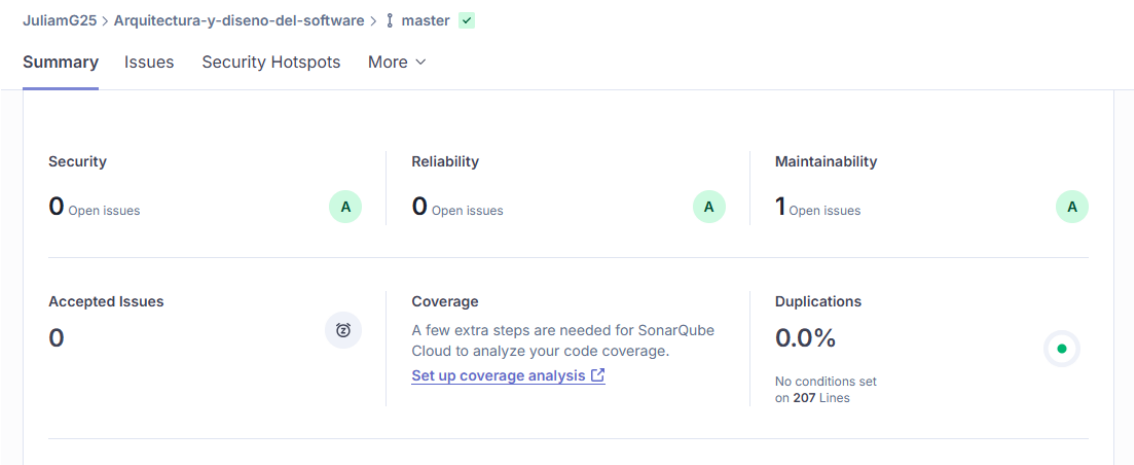 JuliamG25 > Arquitectura-y-diseno-del-software > master
Summary Issues Security Hotspots More
Security Reliability Maintainability
0 Open issues A 0 Open issues A 1 Open issues A
Accepted Issues Coverage Duplications
0
A few extra steps are needed for SonarQube
Cloud to analyze your code coverage.
Set up coverage analysis
0.0%
No conditions set
on 207 Lines